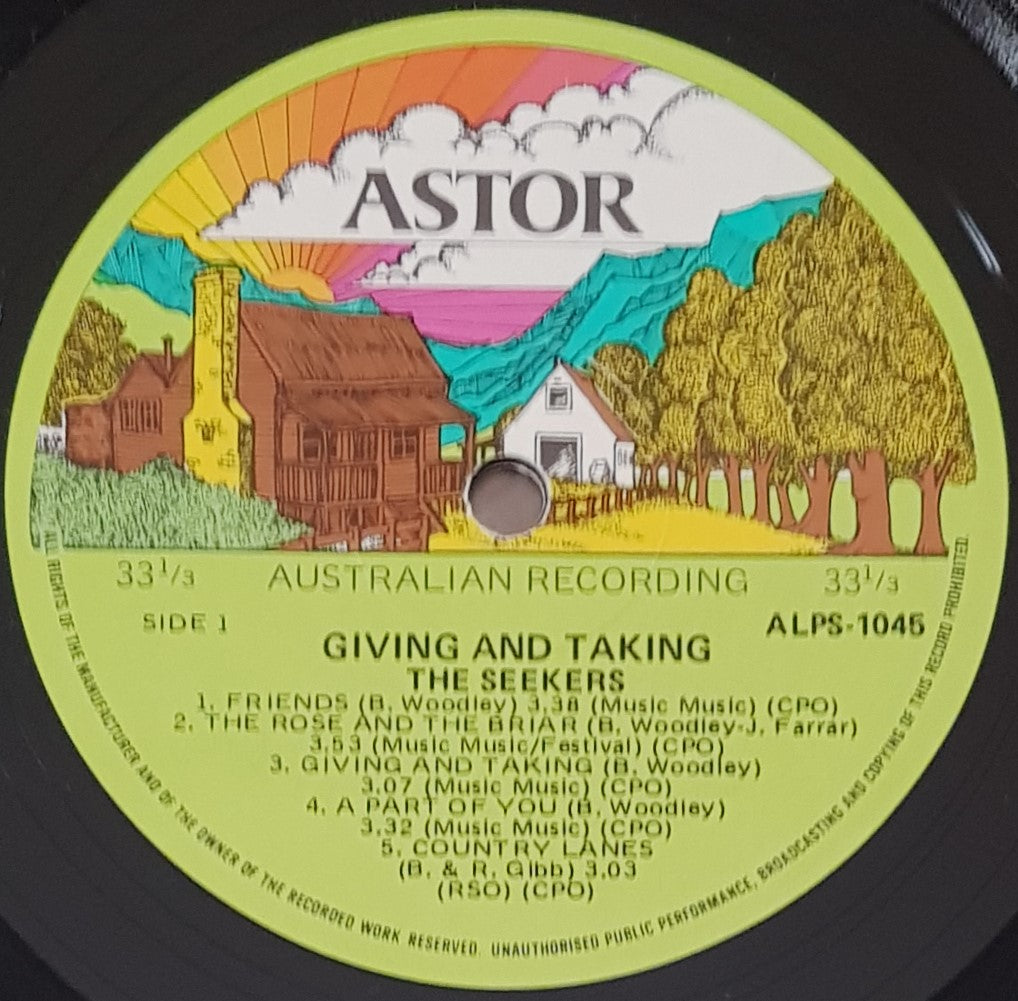 ASTOR
33 1/3 AUSTRALIAN RECORDING 33 1/3
SIDE 1
ALPS-1045
GIVING AND TAKING
THE SEEKERS
1. FRIENDS (B. Woodley) 3.38 (Music Music) (CPO)
2. THE ROSE AND THE BRIAR (B. Woodley-J. Farrar)
3.53 (Music Music/Festival) (CPO)
3. GIVING AND TAKING (B. Woodley)
3.07 (Music Music) (CPO)
4. A PART OF YOU (B. Woodley)
3.32 (Music Music) (CPO)
5. COUNTRY LANES
(B. & R. Gibb) 3.03
(RSO) (CPO)
ALL RIGHTS OF THE MANUFACTURER AND OF THE OWNER OF THE RECORDED WORK RESERVED. UNAUTHORISED PUBLIC PERFORMANCE, BROADCASTING AND COPYING OF THIS RECORD PROHIBITED.